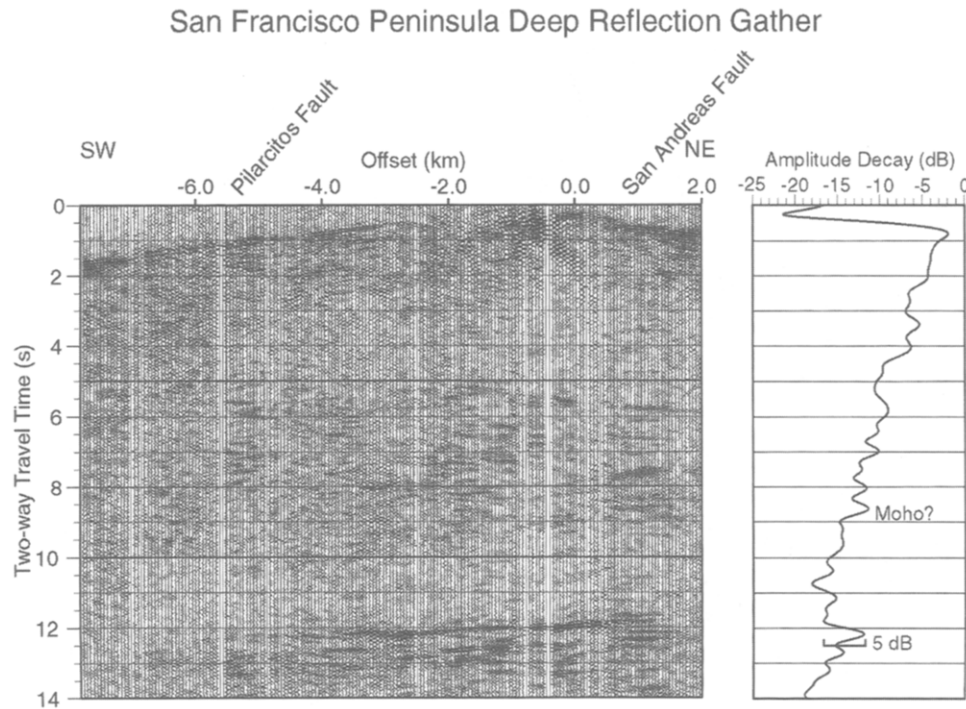 San Francisco Peninsula Deep Reflection Gather
Pilarcitos Fault
San Andreas Fault
SW
Offset (km)
NE
-6.0 -4.0 -2.0 0.0 2.0
Two-way Travel Time (s)
0
2
4
6
8
10
12
14
Amplitude Decay (dB)
-25 -20 -15 -10 -5 0
Moho?
5 dB